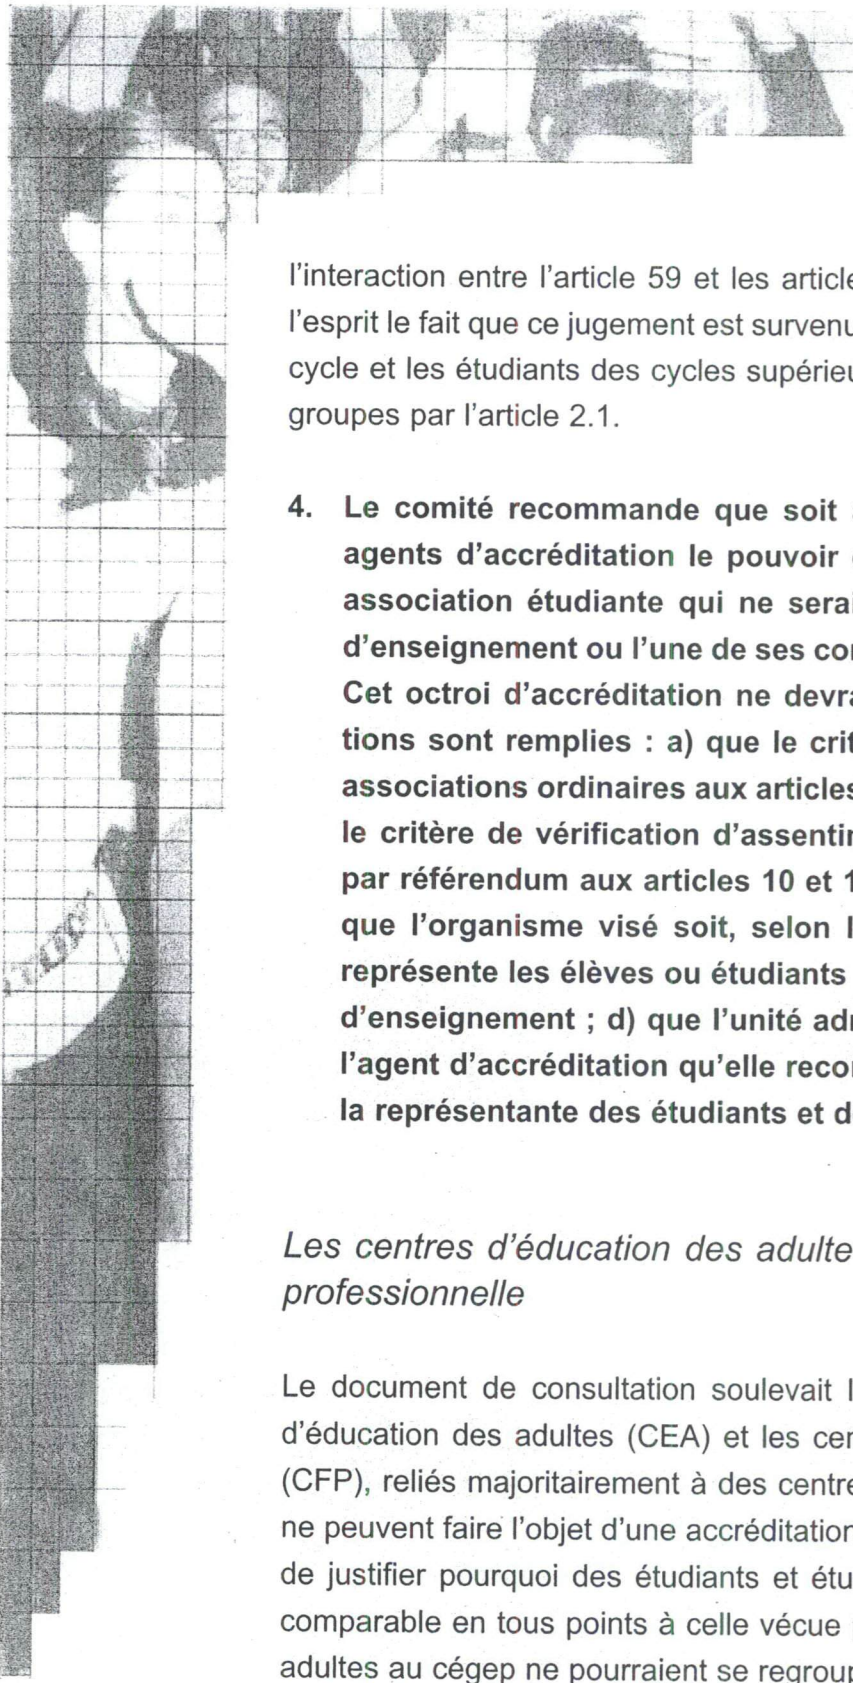 l'interaction entre l'article 59 et les article
l'esprit le fait que ce jugement est survenu
cycle et les étudiants des cycles supérieu
groupes par l'article 2.1.
4. Le comité recommande que soit
agents d'accréditation le pouvoir
association étudiante qui ne serai
d'enseignement ou l'une de ses co
Cet octroi d'accréditation ne devra
tions sont remplies : a) que le crit
associations ordinaires aux articles
le critère de vérification d'assentin
par référendum aux articles 10 et 1
que l'organisme visé soit, selon l
représente les élèves ou étudiants
d'enseignement ; d) que l'unité adr
l'agent d'accréditation qu'elle recor
la représentante des étudiants et d
Les centres d'éducation des adulte
professionnelle
Le document de consultation soulevait l
d'éducation des adultes (CEA) et les cer
(CFP), reliés majoritairement à des centre
ne peuvent faire l'objet d'une accréditation
de justifier pourquoi des étudiants et étu
comparable en tous points à celle vécue
adultes au cégep ne pourraient se regroup